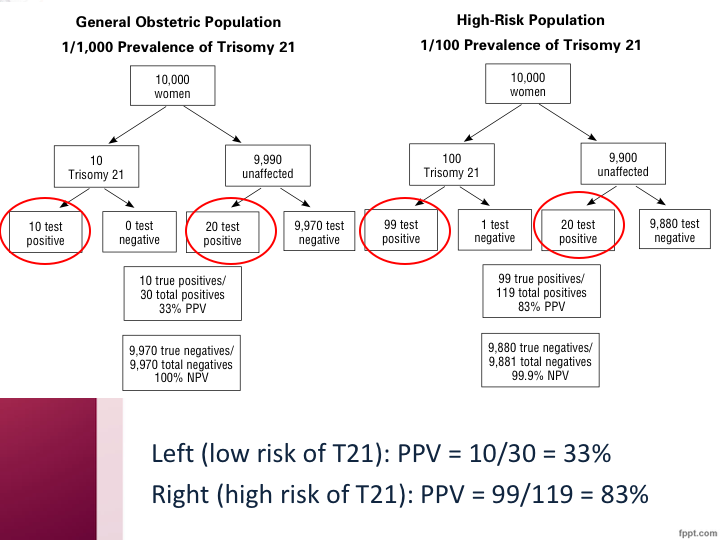 General Obstetric Population
1/1,000 Prevalence of Trisomy 21
10,000
women
10
Trisomy 21
9,990
unaffected
10 test
positive
0 test
negative
20 test
positive
9,970 test
negative
10 true positives/
30 total positives
33% PPV
9,970 true negatives/
9,970 total negatives
100% NPV
High-Risk Population
1/100 Prevalence of Trisomy 21
10,000
women
100
Trisomy 21
9,900
unaffected
99 test
positive
1 test
negative
20 test
positive
9,880 test
negative
99 true positives/
119 total positives
83% PPV
9,880 true negatives/
9,881 total negatives
99.9% NPV
Left (low risk of T21): PPV = 10/30 = 33%
Right (high risk of T21): PPV = 99/119 = 83%
fppt.com